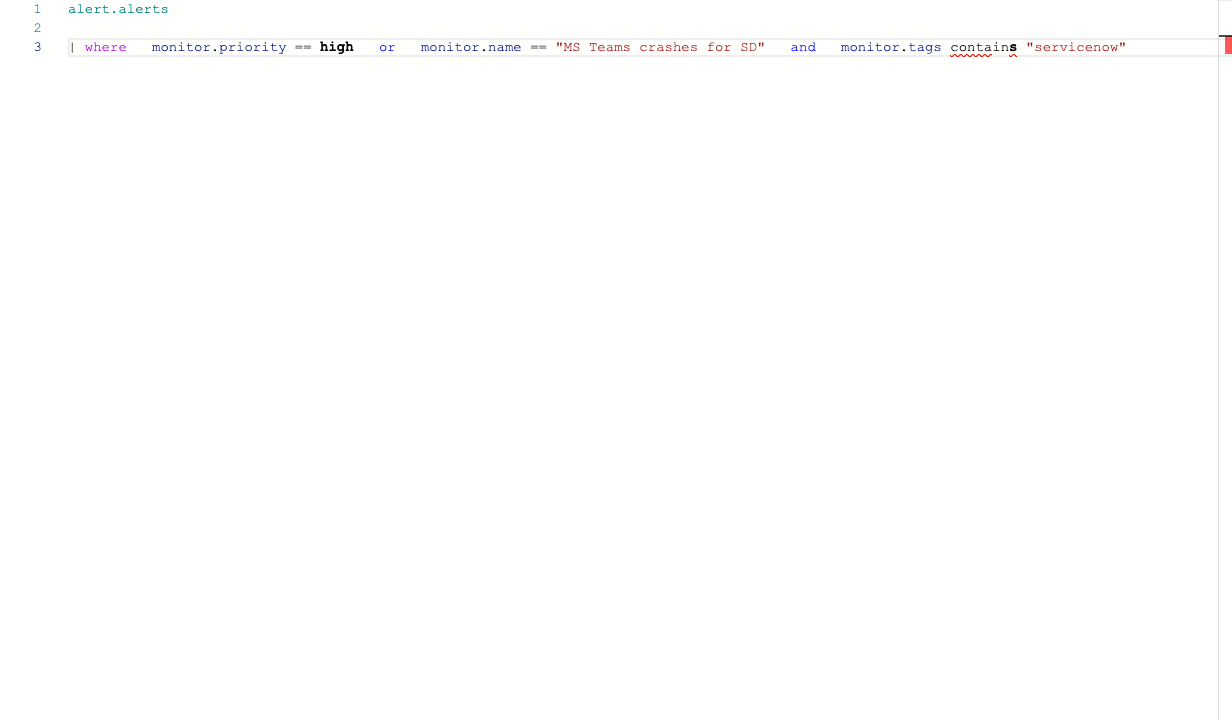 1 alert.alerts
2
3 | where monitor.priority == high or monitor.name == "MS Teams crashes for SD" and monitor.tags contains "servicenow"